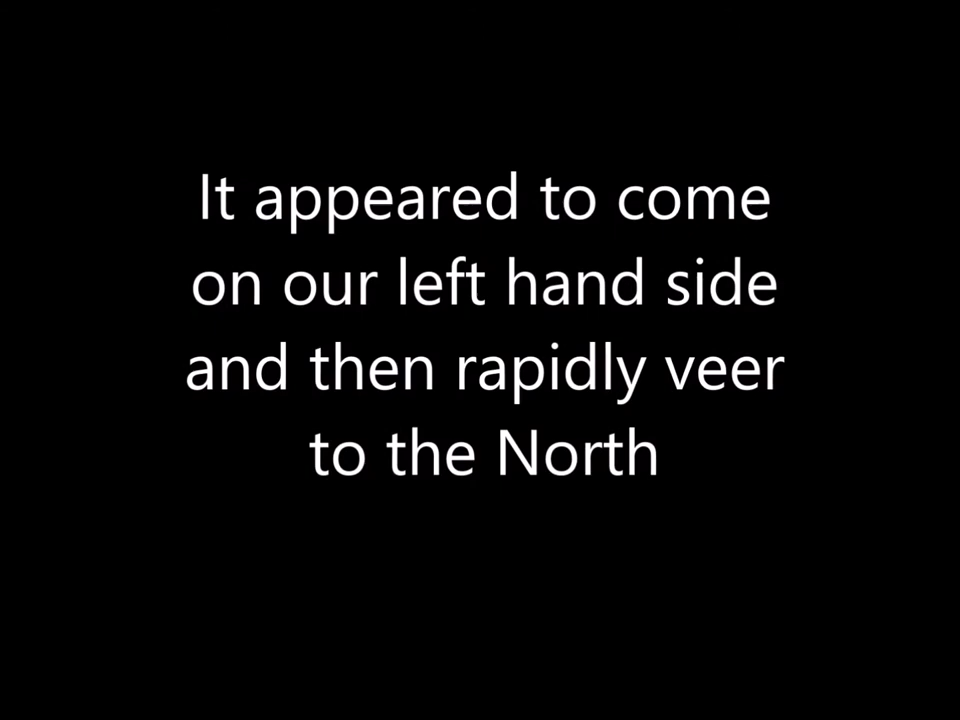 It appeared to come
on our left hand side
and then rapidly veer
to the North